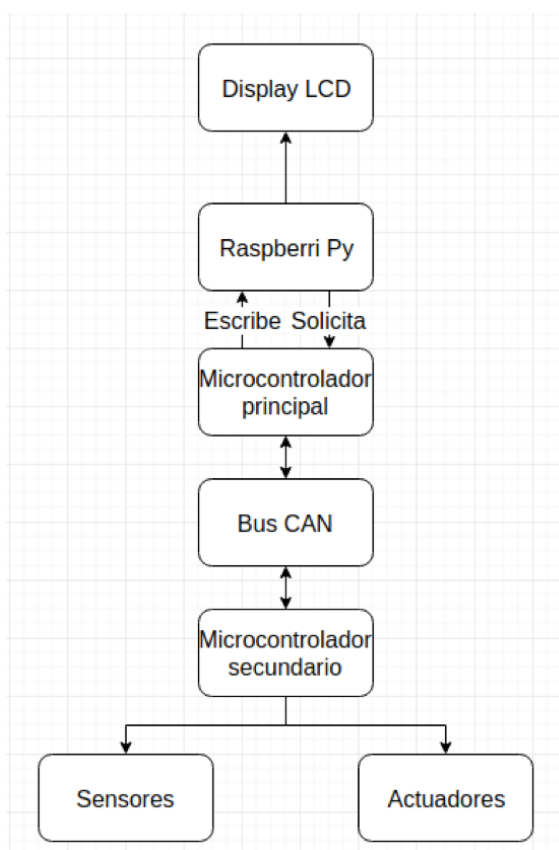 Display LCD
Raspberri Py
Escribe Solicita
Microcontrolador
principal
Bus CAN
Microcontrolador
secundario
Sensores
Actuadores